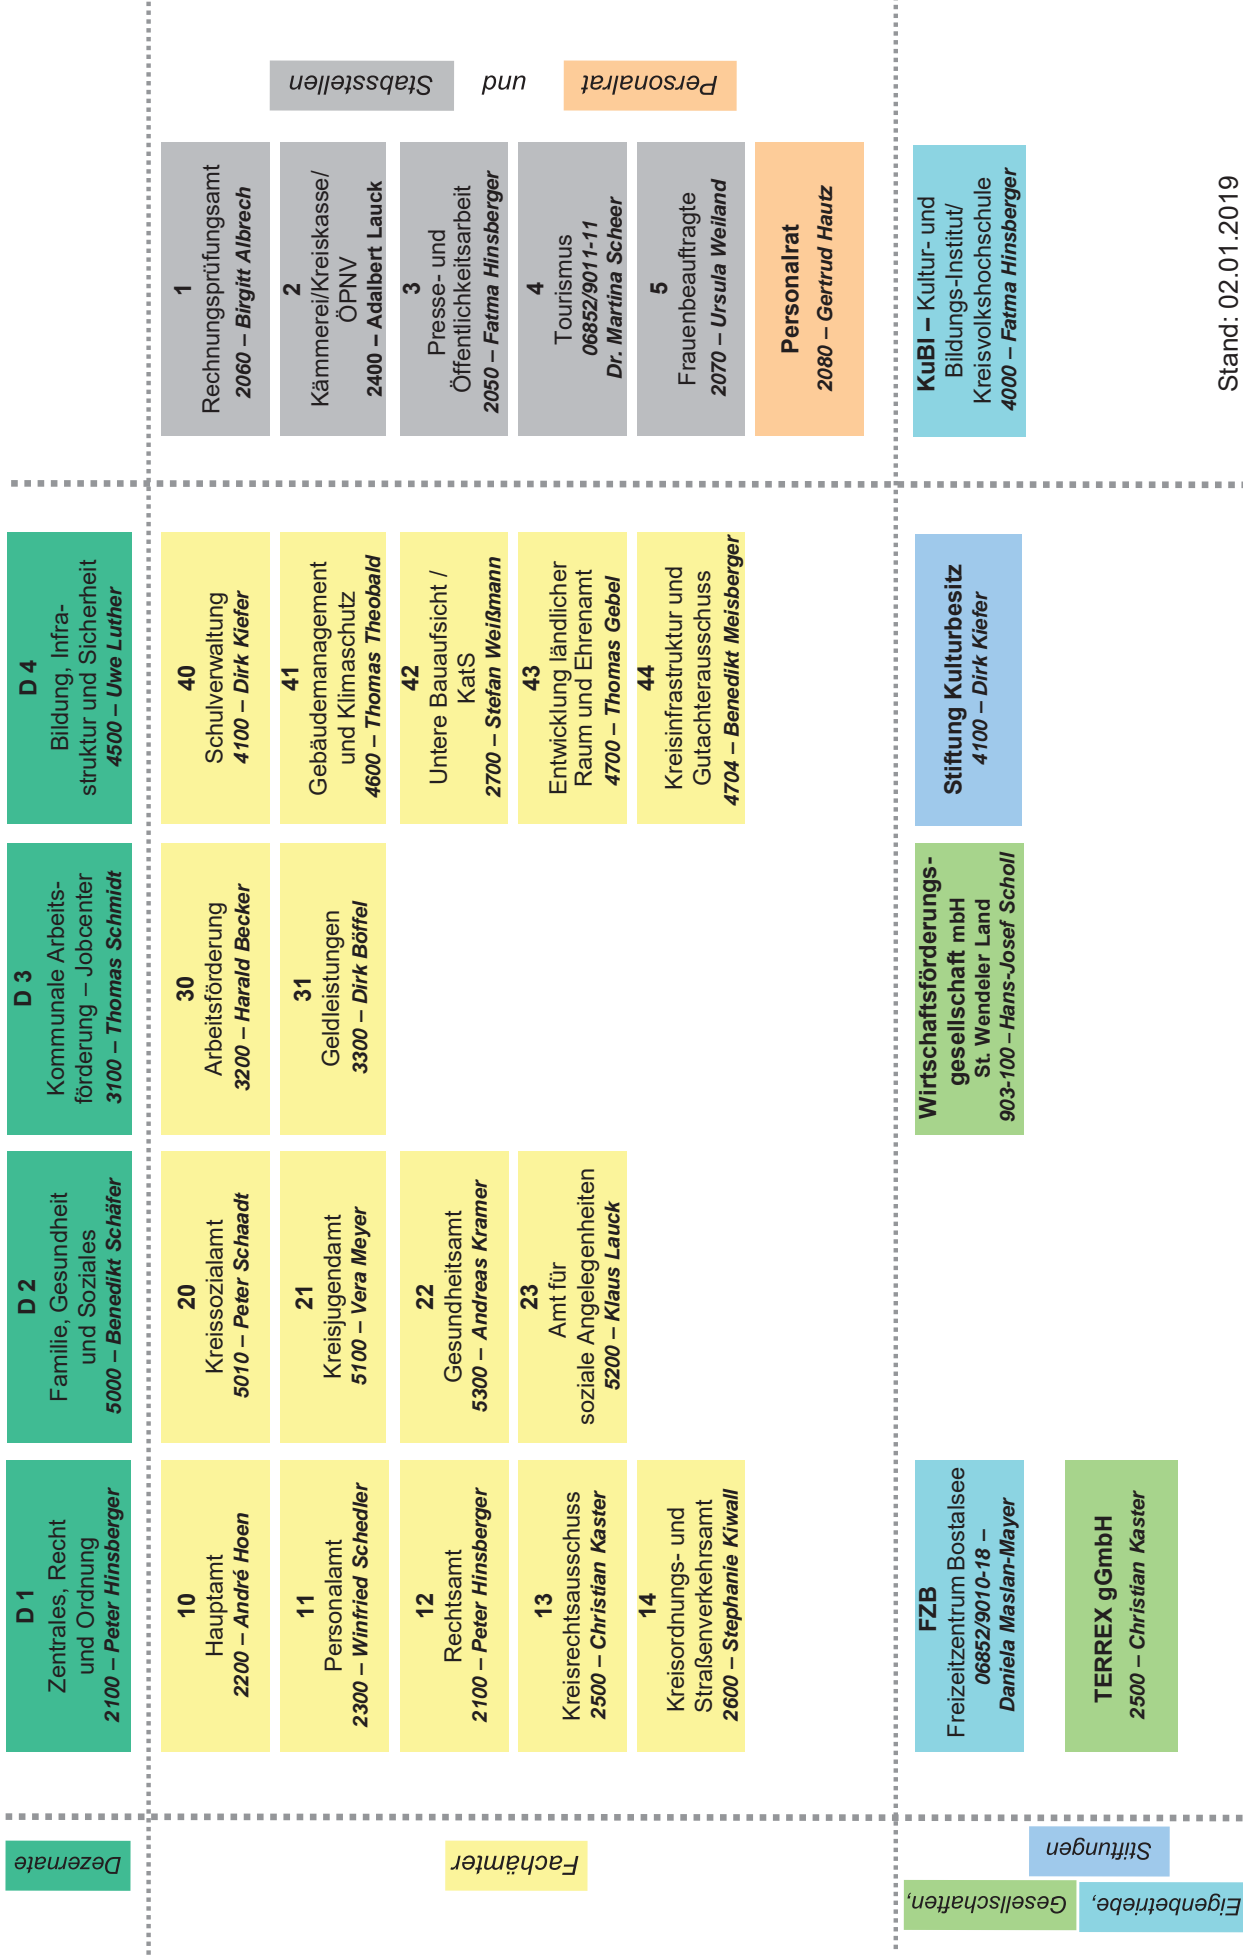 Dezernate
D 1
Zentrales, Recht
und Ordnung
2100 – Peter Hinsberger
D 2
Familie, Gesundheit
und Soziales
5000 – Benedikt Schäfer
D 3
Kommunale Arbeits-
förderung – Jobcenter
3100 – Thomas Schmidt
D 4
Bildung, Infra-
struktur und Sicherheit
4500 – Uwe Luther
Fachämter
10
Hauptamt
2200 – André Hoen
11
Personalamt
2300 – Winfried Schedler
12
Rechtsamt
2100 – Peter Hinsberger
13
Kreisrechtsausschuss
2500 – Christian Kaster
14
Kreisordnungs- und
Straßenverkehrsamt
2600 – Stephanie Kiwall
20
Kreissozialamt
5010 – Peter Schaadt
21
Kreisjugendamt
5100 – Vera Meyer
22
Gesundheitsamt
5300 – Andreas Kramer
23
Amt für
soziale Angelegenheiten
5200 – Klaus Lauck
30
Arbeitsförderung
3200 – Harald Becker
31
Geldleistungen
3300 – Dirk Böffel
40
Schulverwaltung
4100 – Dirk Kiefer
41
Gebäudemanagement
und Klimaschutz
4600 – Thomas Theobald
42
Untere Bauaufsicht /
KatS
2700 – Stefan Weißmann
43
Entwicklung ländlicher
Raum und Ehrenamt
4700 – Thomas Gebel
44
Kreisinfrastruktur und
Gutachterausschuss
4704 – Benedikt Meisberger
1
Rechnungsprüfungsamt
2060 – Birgitt Albrech
2
Kämmerei/Kreiskasse/
ÖPNV
2400 – Adalbert Lauck
3
Presse- und
Öffentlichkeitsarbeit
2050 – Fatma Hinsberger
4
Tourismus
06852/90111-11
Dr. Martina Scheer
5
Frauenbeauftragte
2070 – Ursula Weiland
Personalrat
2080 – Gertrud Hautz
Stabsstellen
und
Personalrat
Eigenbetriebe,
Gesellschaften,
Stiftungen
FZB
Freizeitzentrum Bostalsee
06852/9010-18 –
Daniela Maslan-Mayer
TERREX gGmbH
2500 – Christian Kaster
Wirtschaftsförderungs-
gesellschaft mbH
St. Wendeler Land
903-100 – Hans-Josef Scholl
Stiftung Kulturbesitz
4100 – Dirk Kiefer
KuBI – Kultur- und
Bildungs-Institut/
Kreisvolkshochschule
4000 – Fatma Hinsberger
Stand: 02.01.2019